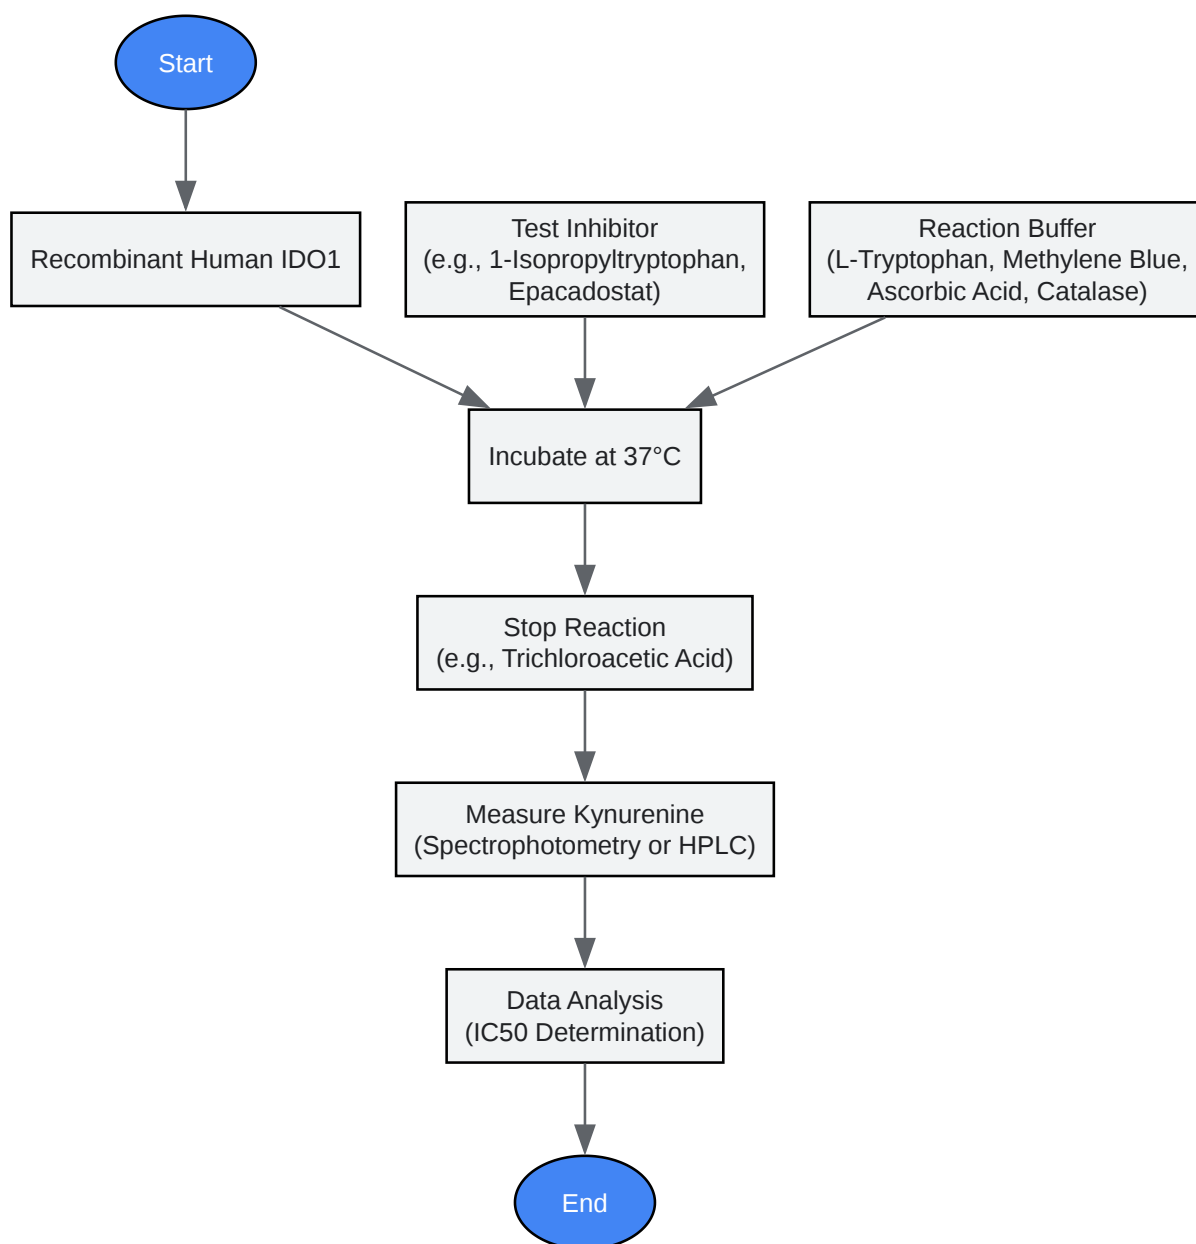 Start
Recombinant Human IDO1
Test Inhibitor
(e.g., 1-Isopropyltryptophan,
Epacadostat)
Reaction Buffer
(L-Tryptophan, Methylene Blue,
Ascorbic Acid, Catalase)
Incubate at 37°C
Stop Reaction
(e.g., Trichloroacetic Acid)
Measure Kynurenine
(Spectrophotometry or HPLC)
Data Analysis
(IC50 Determination)
End